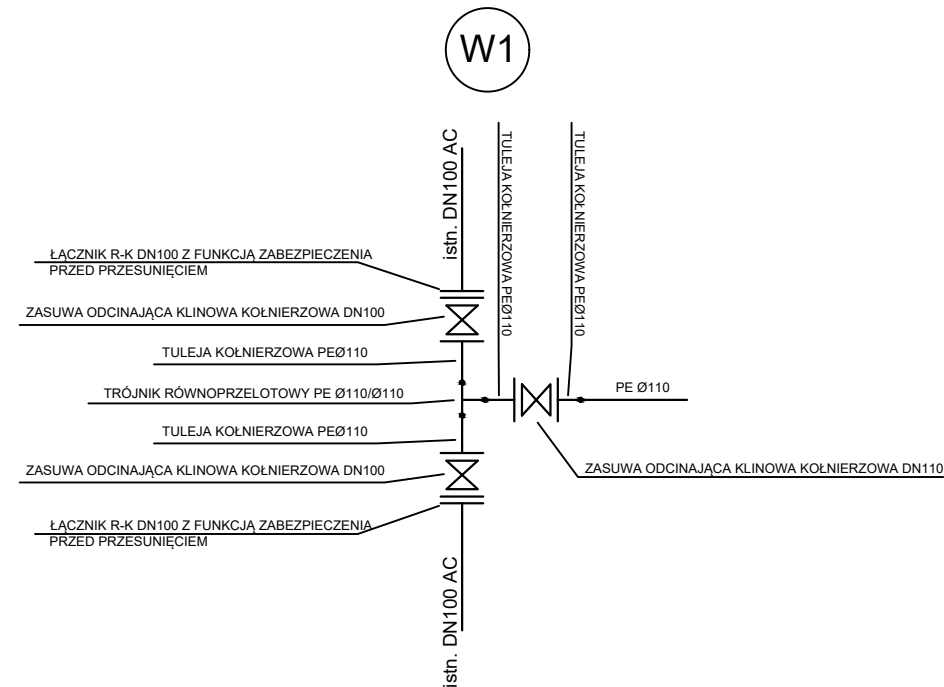 W1
istn. DN100 AC
TULEJA KOŁNIERZOWA PEØ110
TULEJA KOŁNIERZOWA PEØ110
ŁĄCZNIK R-K DN100 Z FUNKCJĄ ZABEZPIECZENIA
PRZED PRZESUNIĘCIEM
ZASUWA ODCINAJĄCA KLINOWA KOŁNIERZOWA DN100
TULEJA KOŁNIERZOWA PEØ110
TRÓJNIK RÓWNOPRZELOTOWY PE Ø110/Ø110
PE Ø110
TULEJA KOŁNIERZOWA PEØ110
ZASUWA ODCINAJĄCA KLINOWA KOŁNIERZOWA DN100
ZASUWA ODCINAJĄCA KLINOWA KOŁNIERZOWA DN110
ŁĄCZNIK R-K DN100 Z FUNKCJĄ ZABEZPIECZENIA
PRZED PRZESUNIĘCIEM
istn. DN100 AC